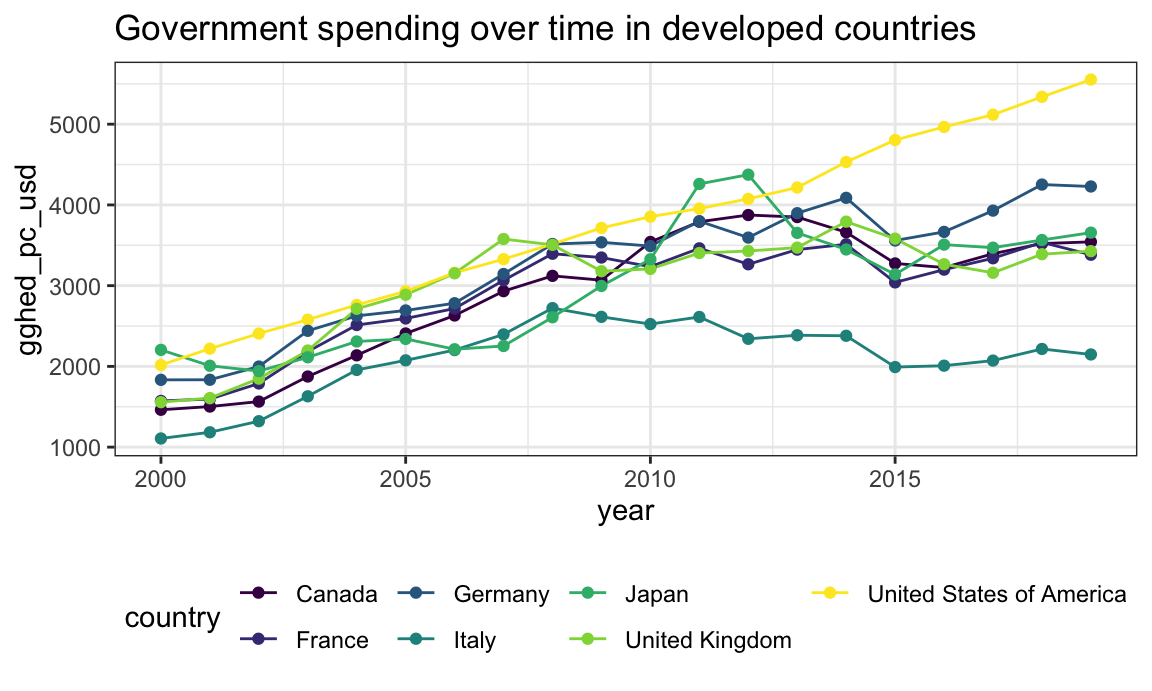 Government spending over time in developed countries
gghed_pc_usd
5000
4000
3000
2000
1000
2000 2005 2010 2015
year
country
Canada Germany Japan United States of America
France Italy United Kingdom